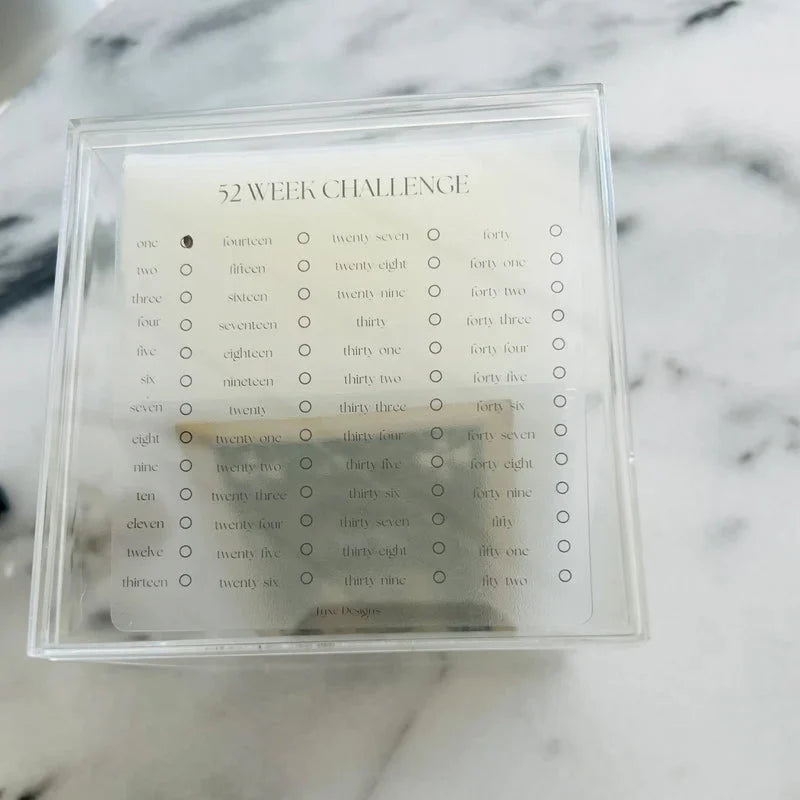 52 WEEK CHALLENGE
one
two
three
four
five
six
seven
eight
nine
ten
eleven
twelve
thirteen
fourteen
fifteen
sixteen
seventeen
eighteen
nineteen
twenty
twenty one
twenty two
twenty three
twenty four
twenty five
twenty six
twenty seven
twenty eight
twenty nine
thirty
thirty one
thirty two
thirty three
thirty four
thirty five
thirty six
thirty seven
thirty eight
thirty nine
forty
forty one
forty two
forty three
forty four
forty five
forty six
forty seven
forty eight
forty nine
fifty
fifty one
fity two
Luxe Designs